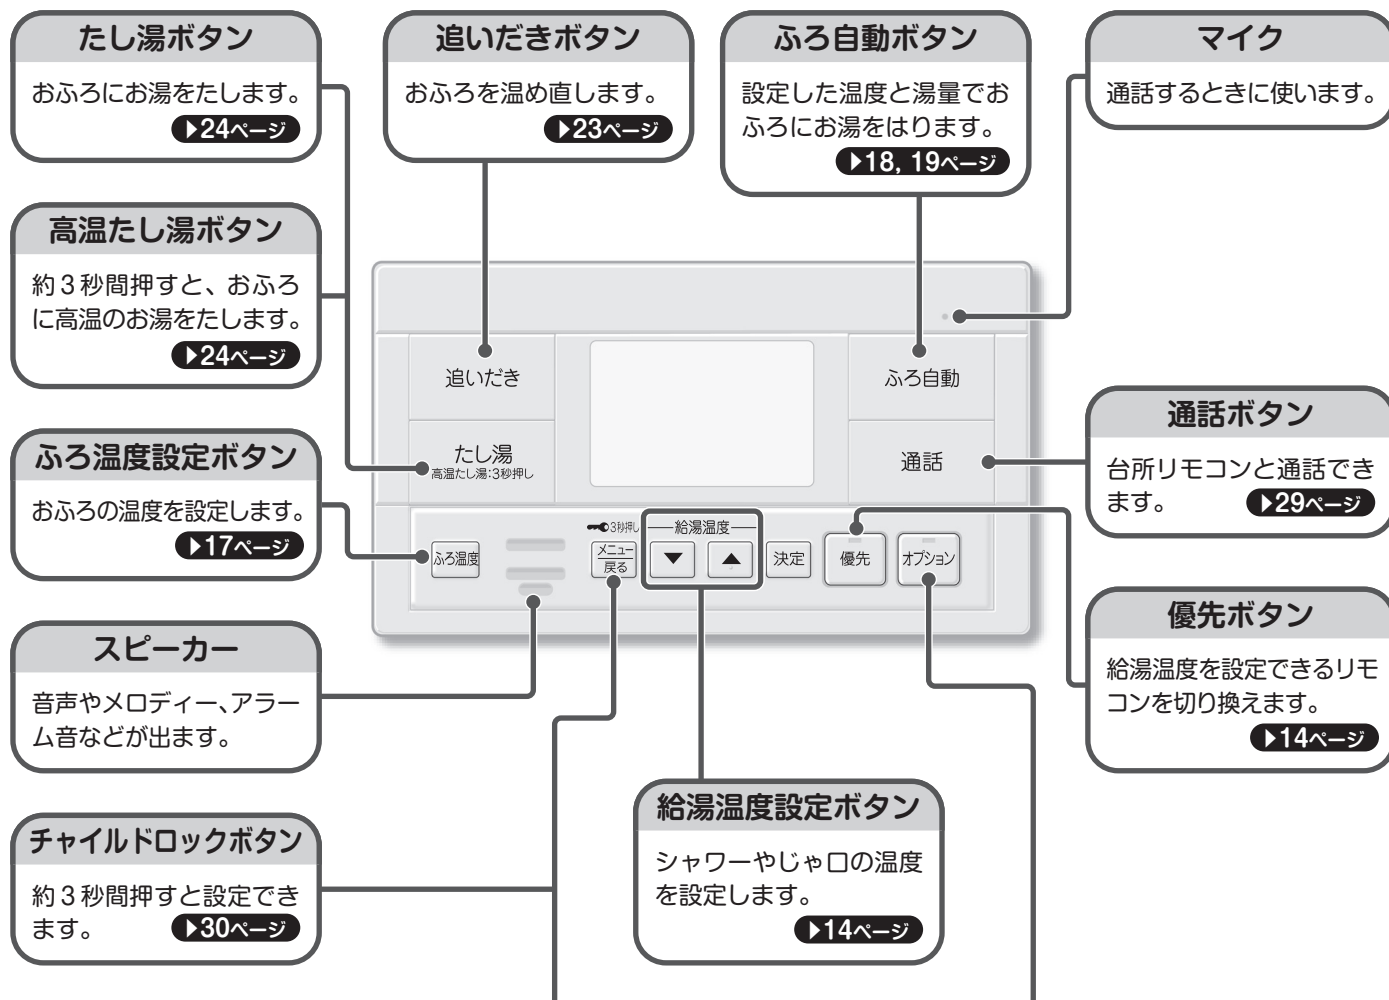 たし湯ボタン
おふろにお湯をたします。
▶24ページ
追いだきボタン
おふろを温め直します。
▶23ページ
ふろ自動ボタン
設定した温度と湯量でお
ふろにお湯をはります。
▶18, 19ページ
マイク
通話するときに使います。
高温たし湯ボタン
約3秒間押すと、おふろ
に高温のお湯をたします。
▶24ページ
ふろ温度設定ボタン
おふろの温度を設定します。
▶17ページ
スピーカー
音声やメロディー、アラー
ム音などが出ます。
チャイルドロックボタン
約3秒間押すと設定でき
ます。 ▶30ページ
追いだき
ふろ自動
たし湯
高温たし湯:3秒押し
通話
3秒押し
給湯温度
ふろ温度
メニュー
戻る
▼
▲
決定
優先
オプション
通話ボタン
台所リモコンと通話でき
ます。 ▶29ページ
優先ボタン
給湯温度を設定できるリモ
コンを切り換えます。
▶14ページ
給湯温度設定ボタン
シャワーやじゃ口の温度
を設定します。
▶14ページ